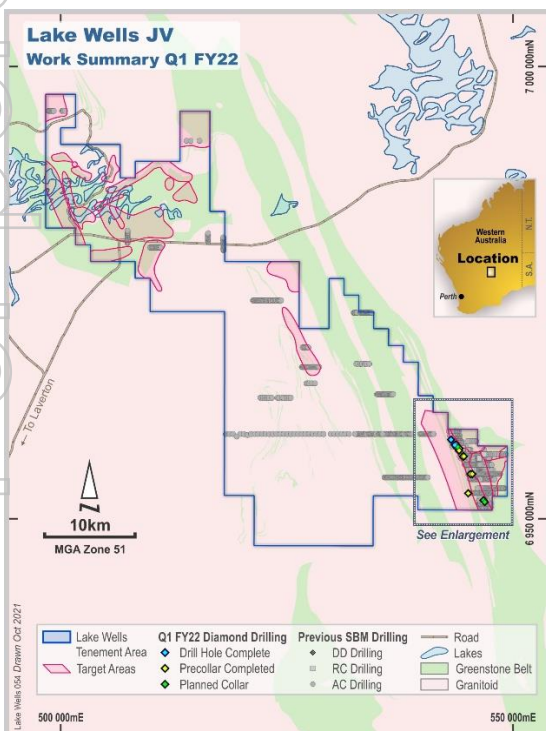 Lake Wells JV
Work Summary Q1 FY22
7 000 000mN
Western
Australia
N.T.
Location
S.A.
Perth
To Laverton
N
10km
MGA Zone 51
See Enlargement
6 950 000mN
Lake Wells
Tenement Area
Target Areas
Q1 FY22 Diamond Drilling
Drill Hole Complete
Precollar Completed
Planned Collar
Previous SBM Drilling
DD Drilling
RC Drilling
AC Drilling
Road
Lakes
Greenstone Belt
Granitoid
Lake Wells 054 Drawn Oct 2021
500 000mE
550 000mE